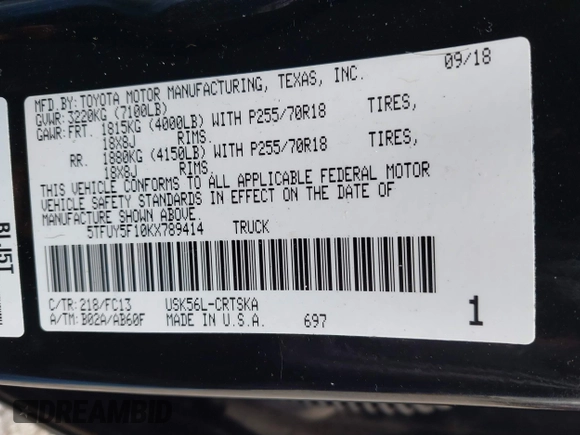 09/18
MFD.BY:TOYOTA MOTOR MANUFACTURING, TEXAS, INC.
GVWR:3220KG (7100LB)
GAWR:FRT. 1815KG (4000LB) WITH P255/70R18 TIRES,
18X8J RIMS.
RR. 1880KG (4150LB) WITH P255/70R18 TIRES,
18X8J RIMS.
THIS VEHICLE CONFORMS TO ALL APPLICABLE FEDERAL MOTOR
VEHICLE SAFETY STANDARDS IN EFFECT ON THE DATE OF
MANUFACTURE SHOWN ABOVE.
5TFUY5F10KX789414 TRUCK
C/TR:218/FC13 USK56L-CRTSKA
A/TM:B02A/AB60F MADE IN U.S.A. 697
1
DREAMBID